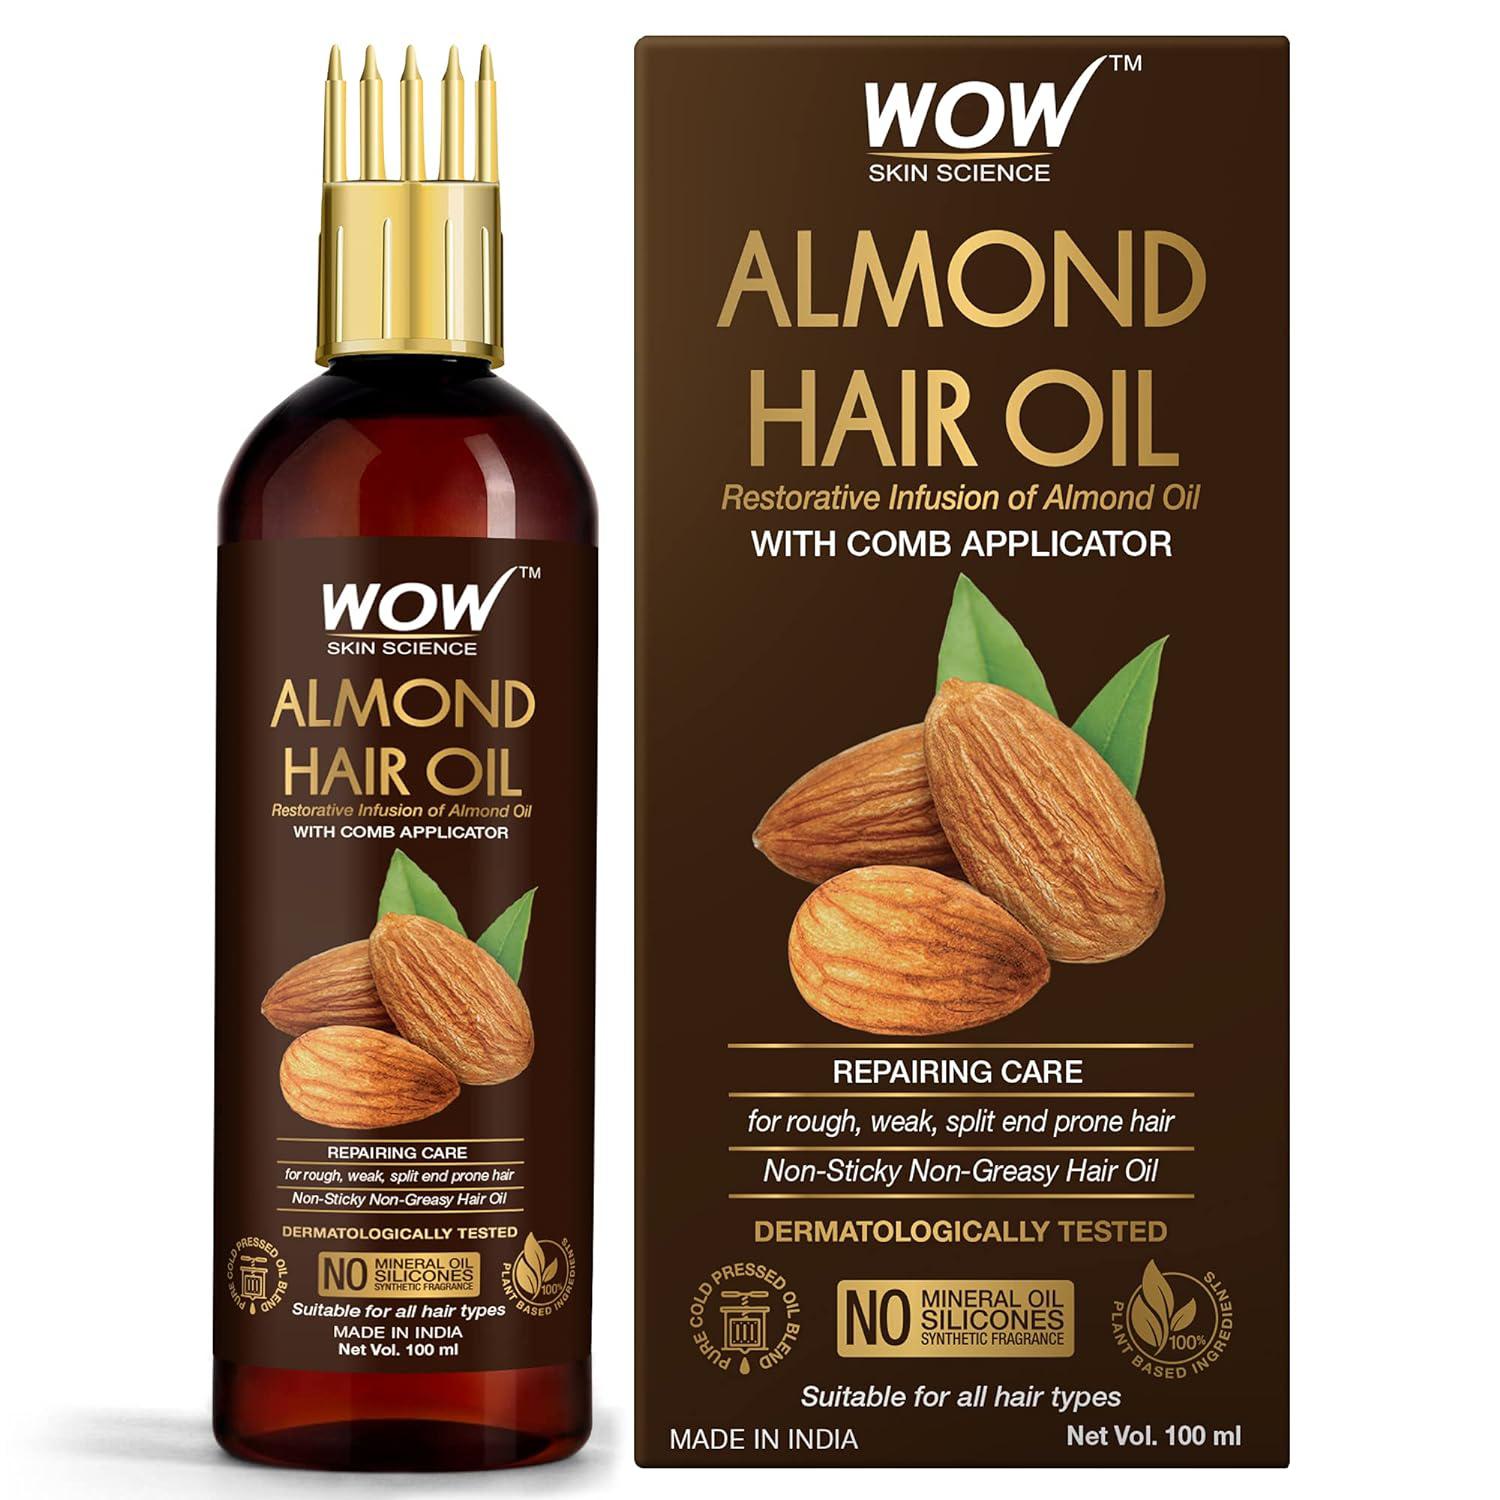 WOW™
SKIN SCIENCE
ALMOND
HAIR OIL
Restorative Infusion of Almond Oil
WITH COMB APPLICATOR
REPAIRING CARE
for rough, weak, split end prone hair
Non-Sticky Non-Greasy Hair Oil
DERMATOLOGICALLY TESTED
PURE COLD PRESSED OIL BLEND
NO MINERAL OIL
SILICONES
SYNTHETIC FRAGRANCE
100%
PLANT BASED INGREDIENTS
Suitable for all hair types
MADE IN INDIA
Net Vol. 100 ml
WOW™
SKIN SCIENCE
ALMOND
HAIR OIL
Restorative Infusion of Almond Oil
WITH COMB APPLICATOR
REPAIRING CARE
for rough, weak, split end prone hair
Non-Sticky Non-Greasy Hair Oil
DERMATOLOGICALLY TESTED
PURE COLD PRESSED OIL BLEND
NO MINERAL OIL
SILICONES
SYNTHETIC FRAGRANCE
100%
PLANT BASED INGREDIENTS
Suitable for all hair types
MADE IN INDIA
Net Vol. 100 ml